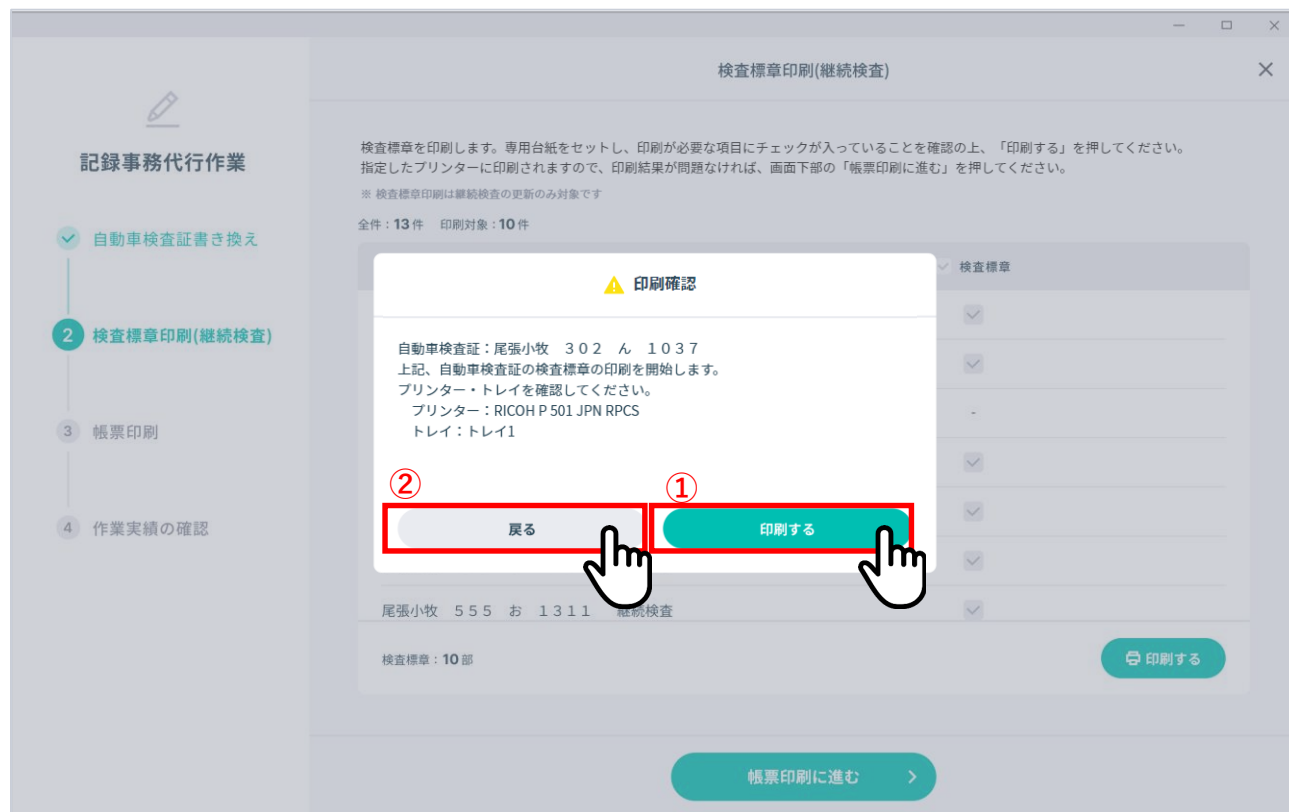 検査標章印刷(継続検査)
記録事務代行作業
自動車検査証書き換え
2 検査標章印刷(継続検査)
3 帳票印刷
4 作業実績の確認
検査標章を印刷します。専用台紙をセットし、印刷が必要な項目にチェックが入っていることを確認の上、「印刷する」を押してください。
指定したプリンターに印刷されますので、印刷結果が問題なければ、画面下部の「帳票印刷に進む」を押してください。
※ 検査標章印刷は継続検査の更新のみ対象です
全件：13件 印刷対象：10件
検査標章
印刷確認
自動車検査証：尾張小牧　３０２　ん　１０３７
上記、自動車検査証の検査標章の印刷を開始します。
プリンター・トレイを確認してください。
プリンター：RICOH P 501 JPN RPCS
トレイ：トレイ1
-
② ①
戻る 印刷する
尾張小牧　５５５　お　１３１１ 継続検査
検査標章：10部 印刷する
帳票印刷に進む